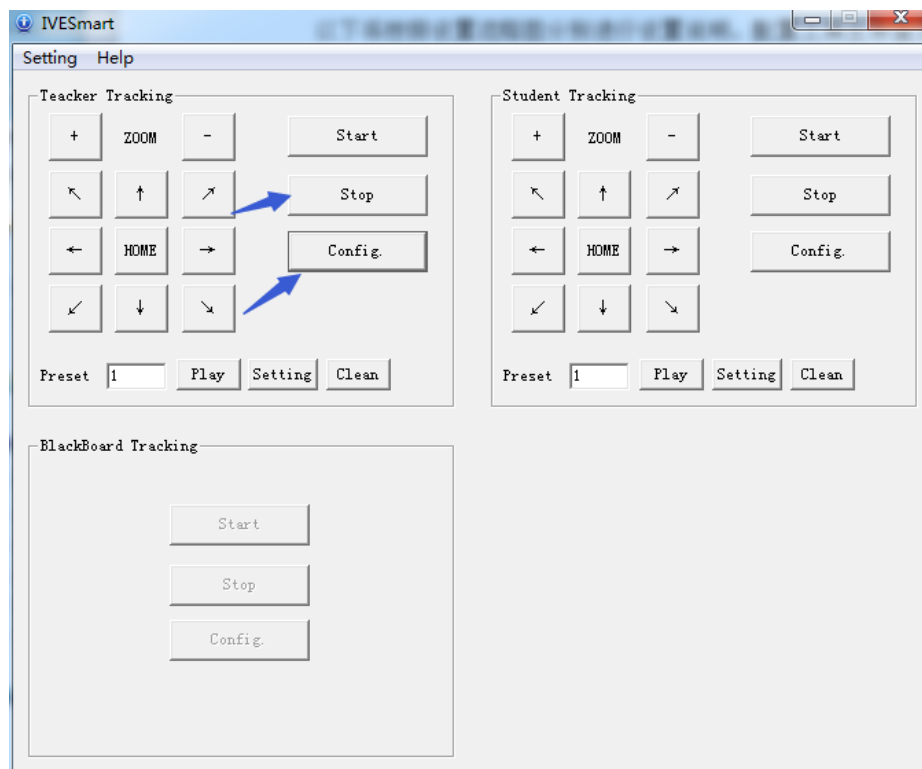 IVESmart
Setting Help
Teacker Tracking
+ ZOOM -
Start
↖ ↑ ↗
Stop
← HOME →
Config.
↙ ↓ ↘
Preset 1 Play Setting Clean
Student Tracking
+ ZOOM -
Start
↖ ↑ ↗
Stop
← HOME →
Config.
↙ ↓ ↘
Preset 1 Play Setting Clean
BlackBoard Tracking
Start
Stop
Config.